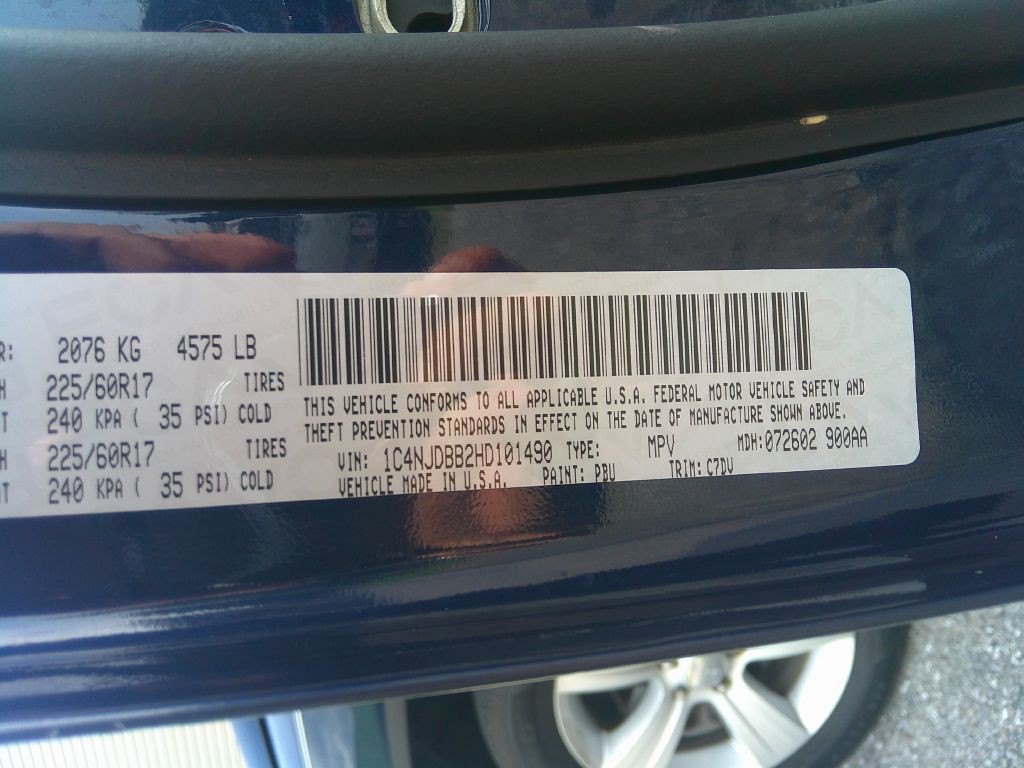 R: 2076 KG 4575 LB
H 225/60R17 TIRES
T 240 KPA ( 35 PSI) COLD
H 225/60R17 TIRES
T 240 KPA ( 35 PSI) COLD
THIS VEHICLE CONFORMS TO ALL APPLICABLE U.S.A. FEDERAL MOTOR VEHICLE SAFETY AND
THEFT PREVENTION STANDARDS IN EFFECT ON THE DATE OF MANUFACTURE SHOWN ABOVE.
VIN: 1C4NJDBB2HD101490 TYPE: MPV MDH:072602 900AA
VEHICLE MADE IN U.S.A. PAINT: PBU TRIM: C7DV